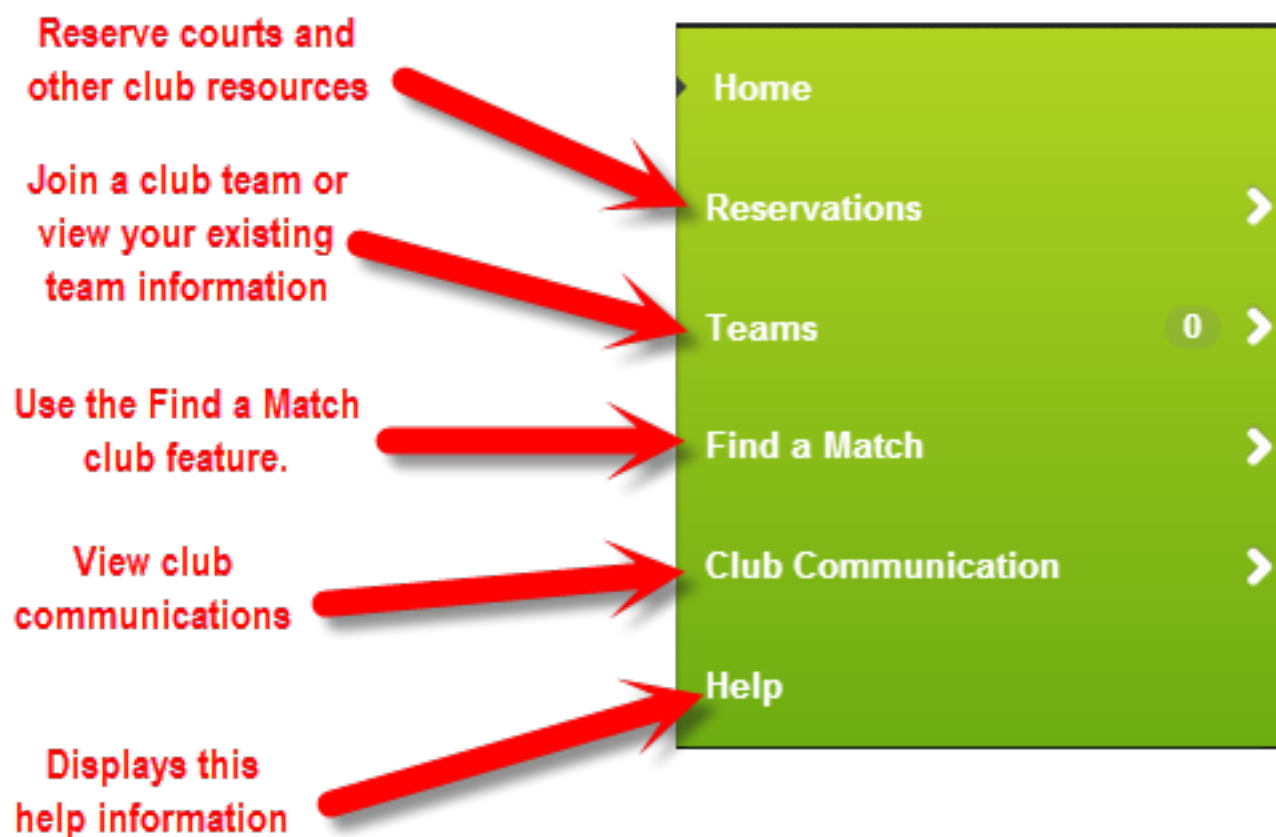 Reserve courts and
other club resources
Join a club team or
view your existing
team information
Use the Find a Match
club feature.
View club
communications
Displays this
help information
Home
Reservations
Teams 0
Find a Match
Club Communication
Help